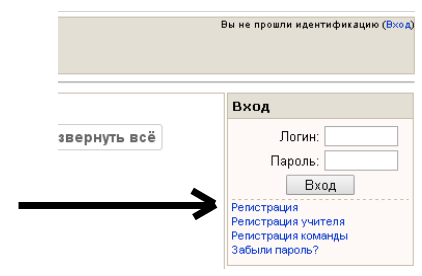 Вы не прошли идентификацию (Вход)
Вход
звернуть всё
Логин:
Пароль:
Вход
Регистрация
Регистрация учителя
Регистрация команды
Забыли пароль?